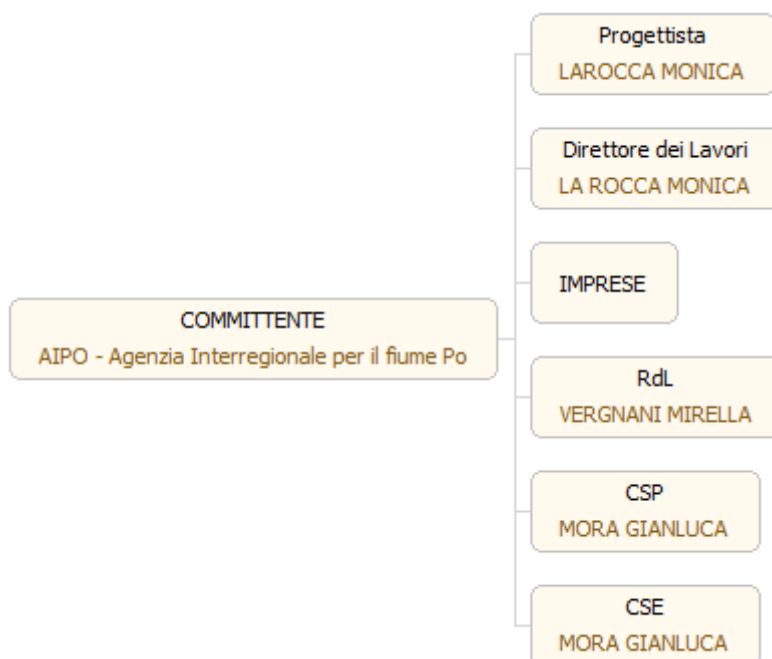 Progettista
LAROCCA MONICA
Direttore dei Lavori
LA ROCCA MONICA
IMPRESE
COMMITTENTE
AIPO - Agenzia Interregionale per il fiume Po
RdL
VERGNANI MIRELLA
CSP
MORA GIANLUCA
CSE
MORA GIANLUCA